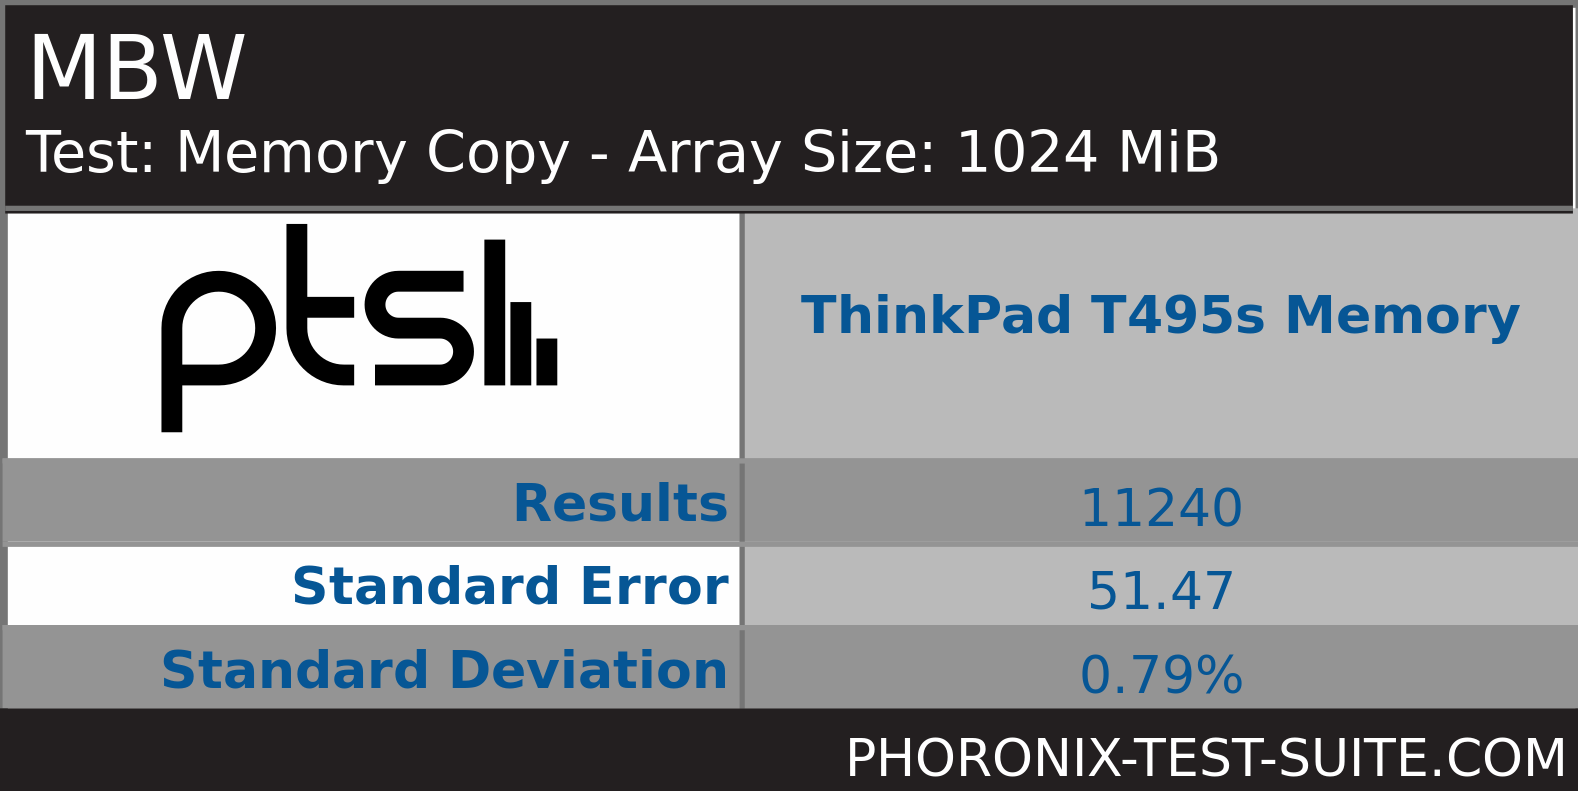 MBW
Test: Memory Copy - Array Size: 1024 MiB
pts
ThinkPad T495s Memory
Results 11240
Standard Error 51.47
Standard Deviation 0.79%
PHORONIX-TEST-SUITE.COM